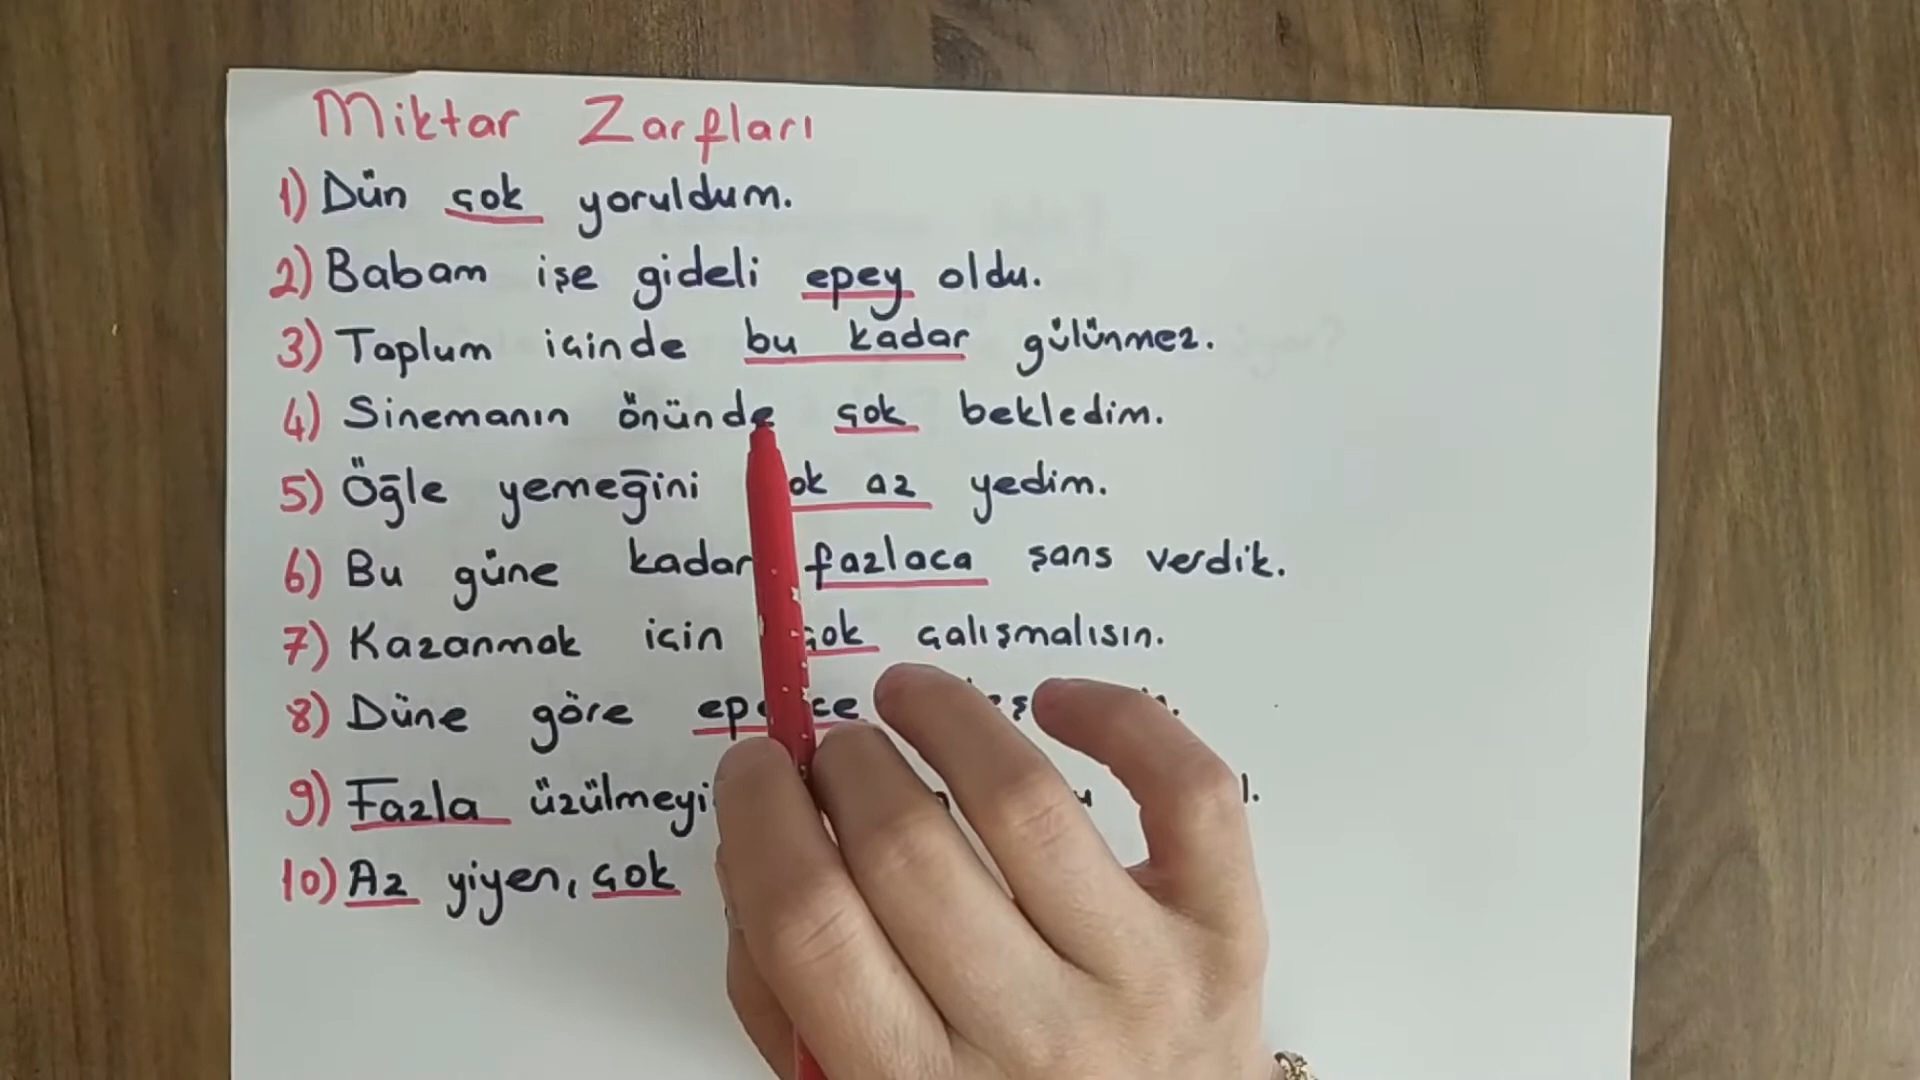 Miktar Zarfları
1) Dün çok yoruldum.
2) Babam işe gideli epey oldu.
3) Toplum içinde bu kadar gülünmez.
4) Sinemanın önünde çok bekledim.
5) Öğle yemeğini az yedim.
6) Bu güne kadar fazlaca şans verdik.
7) Kazanmak için çok çalışmalısın.
8) Düne göre
9) Fazla
10) Az yiyen, çok